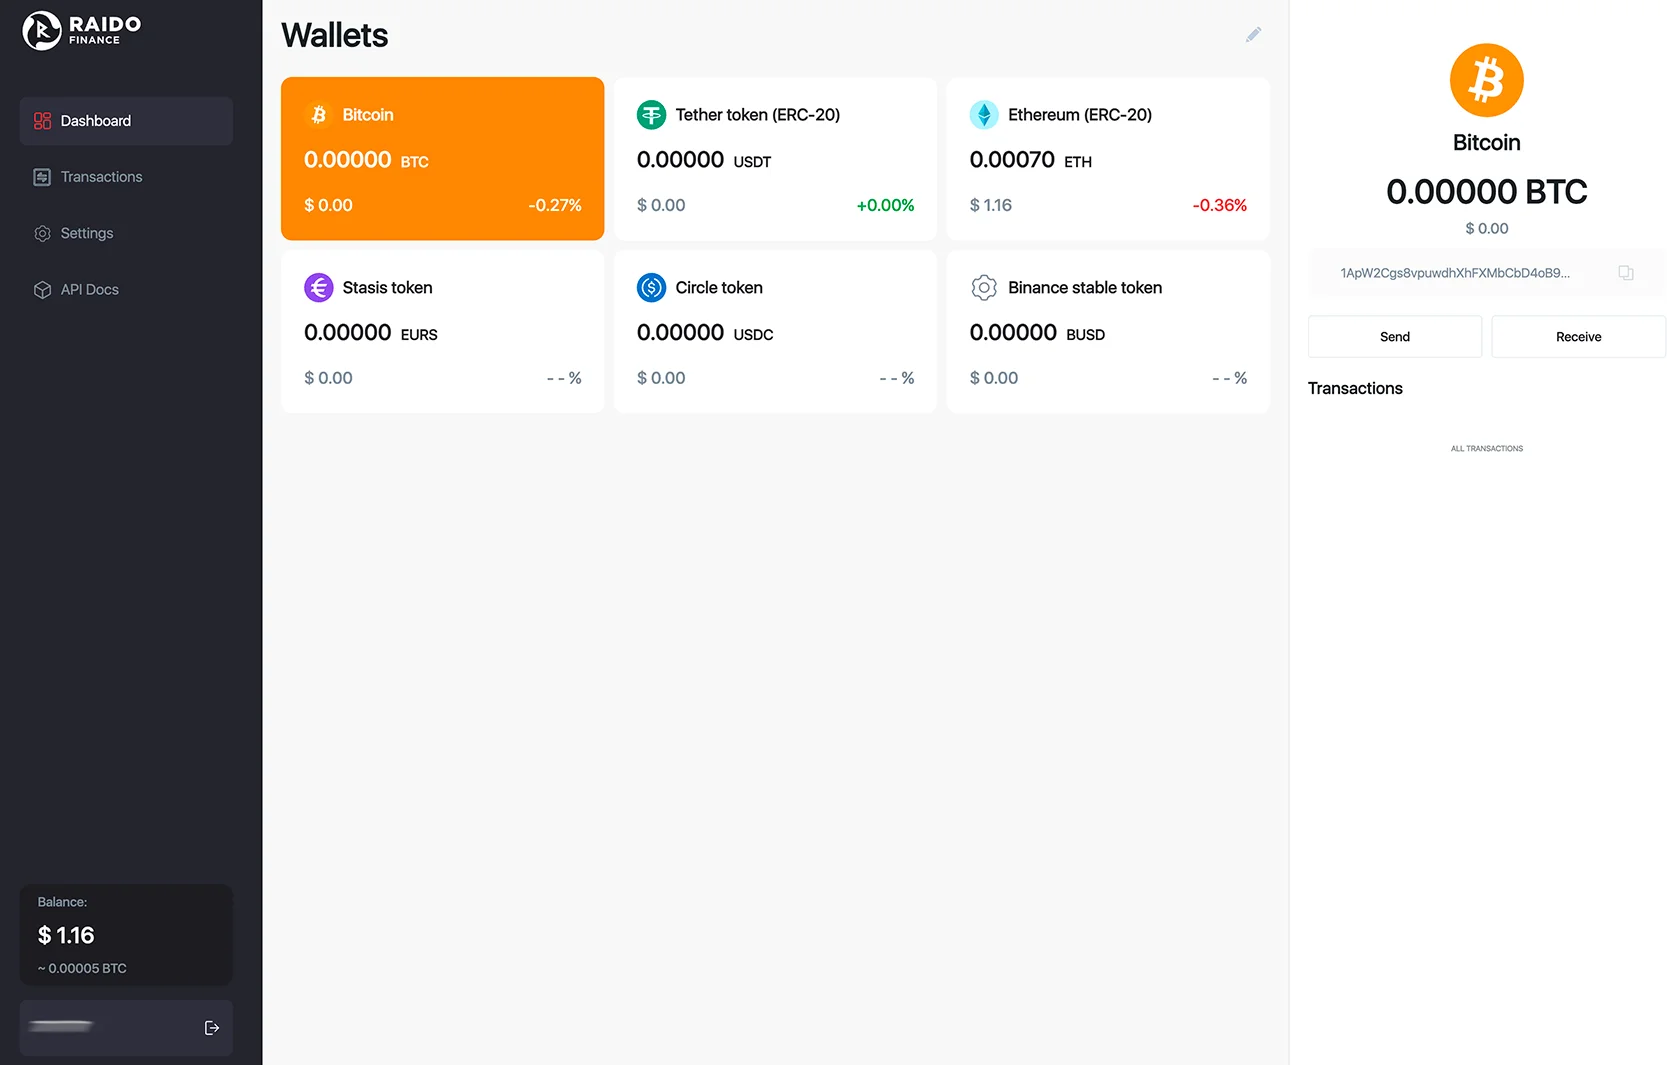 RAIDO
FINANCE
Dashboard
Transactions
Settings
API Docs
Balance:
$ 1.16
~ 0.00005 BTC
Wallets
Bitcoin
0.00000 BTC
$ 0.00 -0.27%
Tether token (ERC-20)
0.00000 USDT
$ 0.00 +0.00%
Ethereum (ERC-20)
0.00070 ETH
$ 1.16 -0.36%
Stasis token
0.00000 EURS
$ 0.00 - - %
Circle token
0.00000 USDC
$ 0.00 - - %
Binance stable token
0.00000 BUSD
$ 0.00 - - %
Bitcoin
0.00000 BTC
$ 0.00
1ApW2Cgs8vpuwdhXhFXMbCbD4oB9...
Send Receive
Transactions
ALL TRANSACTIONS